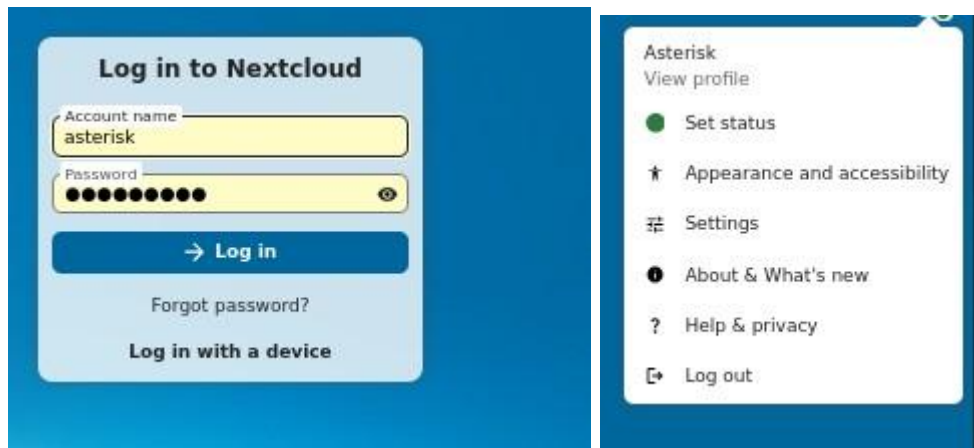 Log in to Nextcloud
Account name
asterisk
Password
Log in
Forgot password?
Log in with a device
Asterisk
View profile
Set status
Appearance and accessibility
Settings
About & What's new
Help & privacy
Log out